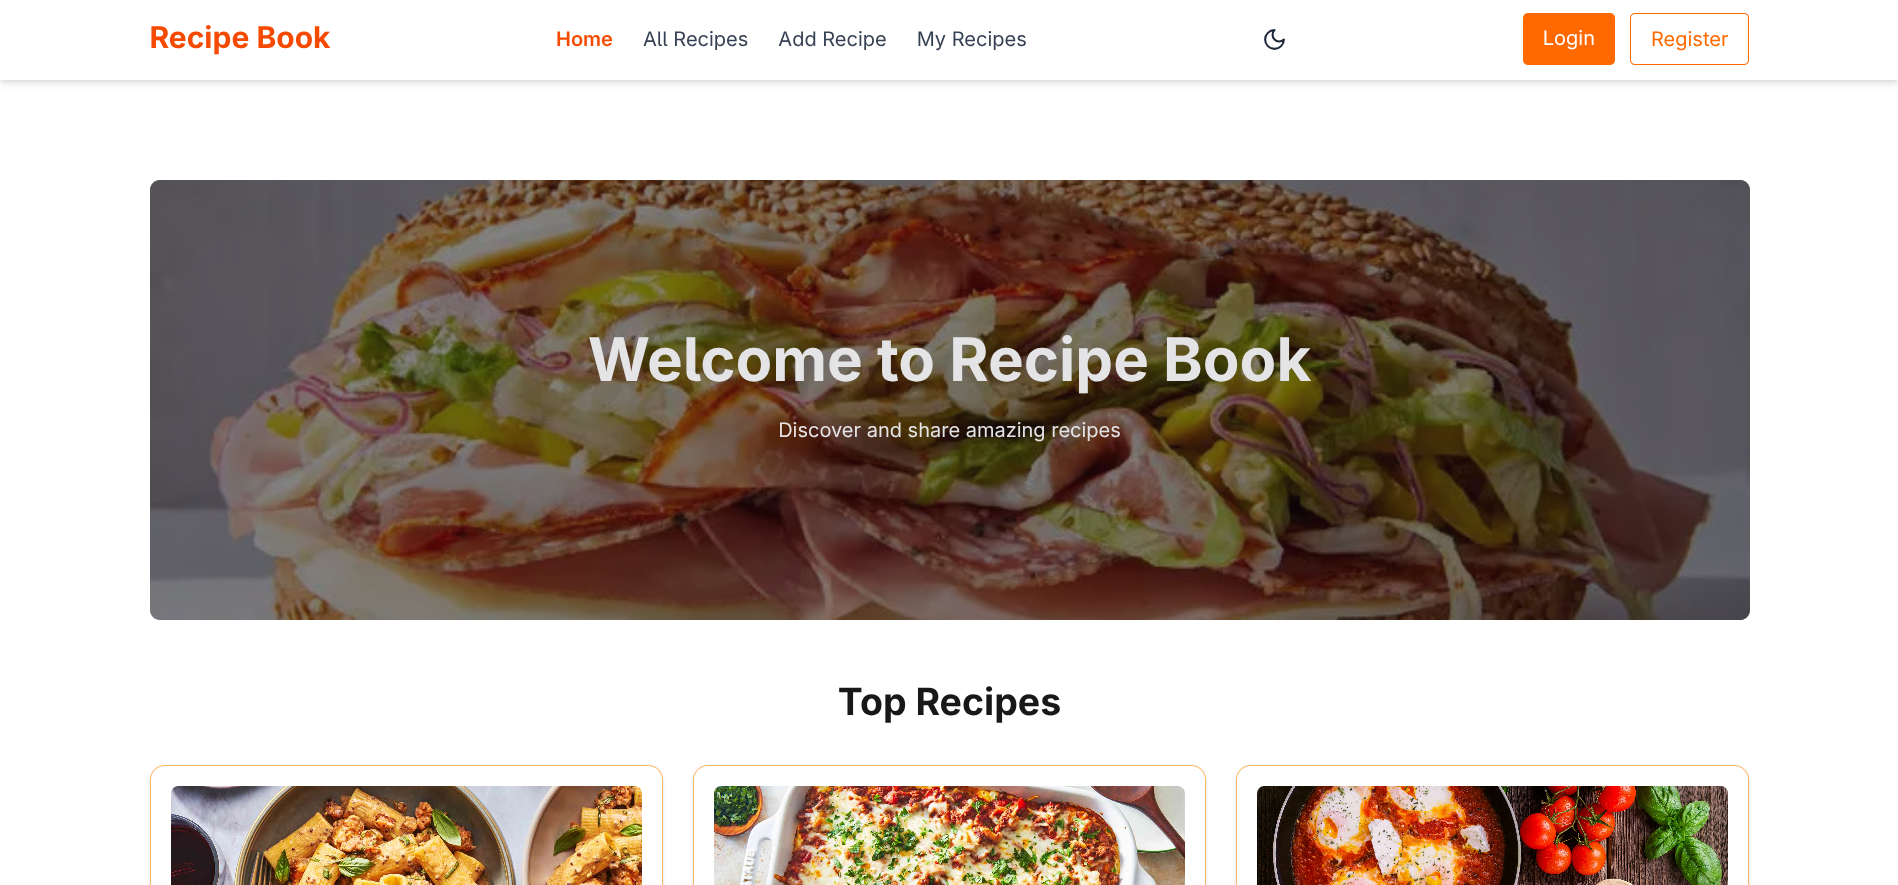 Recipe Book
Home
All Recipes
Add Recipe
My Recipes
Login
Register
Welcome to Recipe Book
Discover and share amazing recipes
Top Recipes